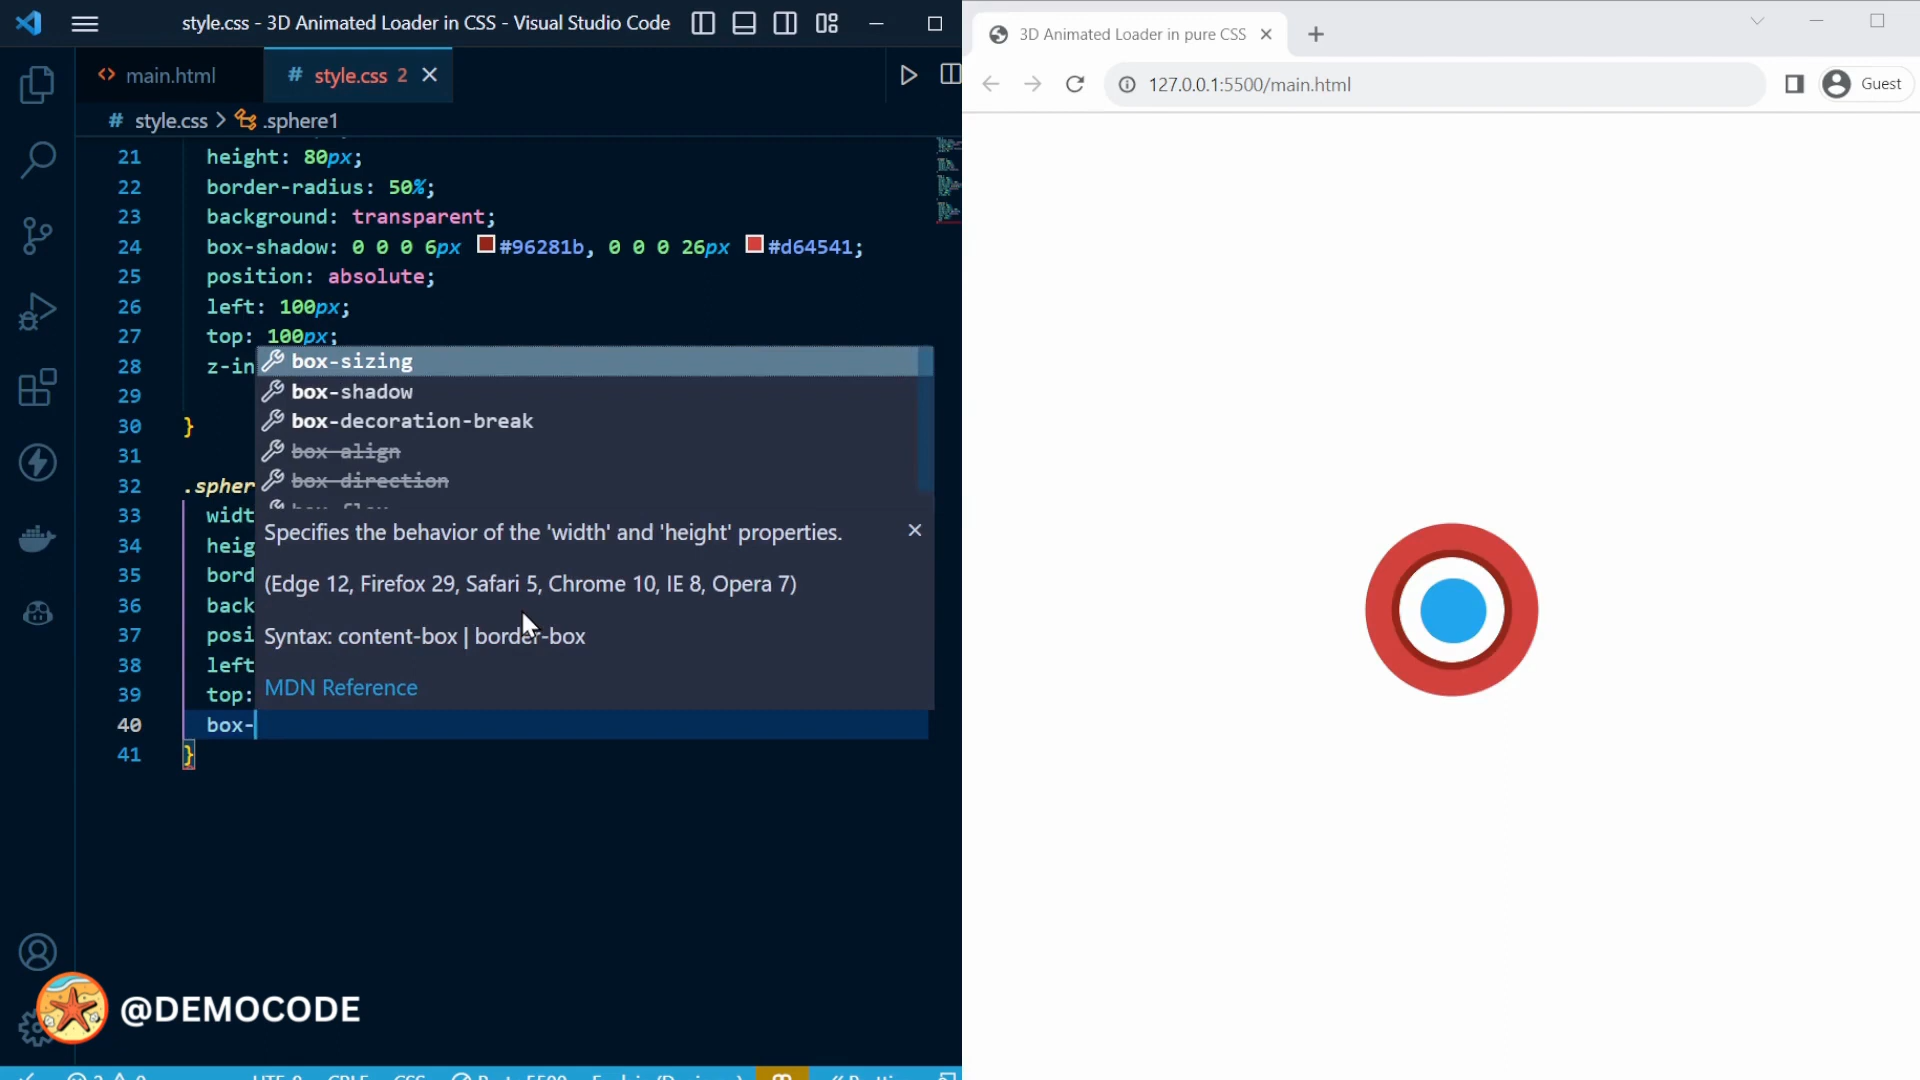 style.css - 3D Animated Loader in CSS - Visual Studio Code
main.html
# style.css 2
# style.css > .sphere1
21 height: 80px;
22 border-radius: 50%;
23 background: transparent;
24 box-shadow: 0 0 0 6px #96281b, 0 0 0 26px #d64541;
25 position: absolute;
26 left: 100px;
27 top: 100px;
28 z-in
29
30 }
31
32 .spher
33 widt
34 heig
35 bord
36 back
37 posi
38 left
39 top:
40 box-
41 }
box-sizing
box-shadow
box-decoration-break
box-align
box-direction
box-flex
Specifies the behavior of the 'width' and 'height' properties.
(Edge 12, Firefox 29, Safari 5, Chrome 10, IE 8, Opera 7)
Syntax: content-box | border-box
MDN Reference
@DEMOCODE
3D Animated Loader in pure CSS
127.0.0.1:5500/main.html
Guest